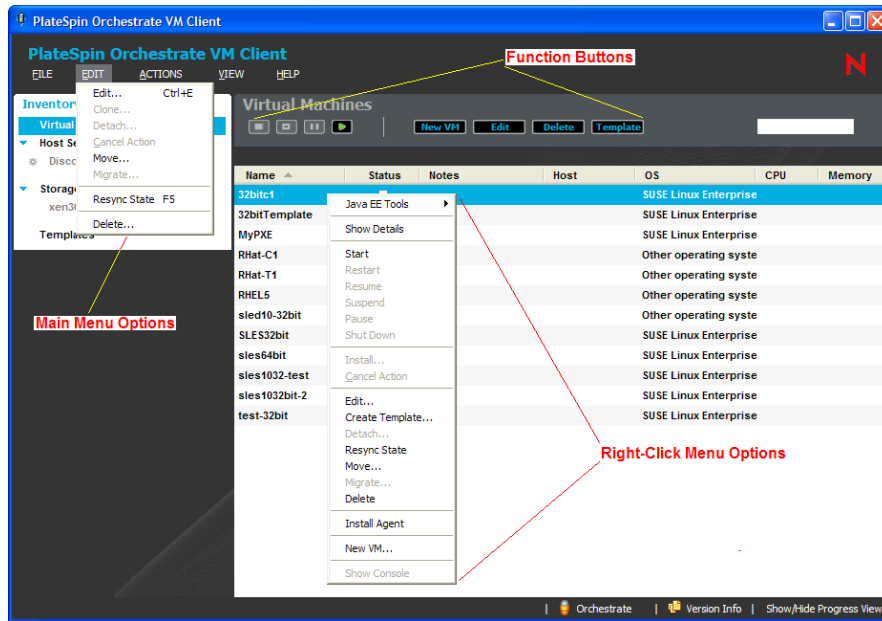 PlateSpin Orchestrate VM Client
PlateSpin Orchestrate VM Client
FILE EDIT ACTIONS VIEW HELP
Function Buttons
N
Edit... Ctrl+E
Clone...
Detach...
Cancel Action
Move...
Migrate...
Resync State F5
Delete...
Inventor
Virtual
Host Se
Disco
Storag
xen30
Templates
Main Menu Options
Virtual Machines
New VM Edit Delete Template
Name Status Notes Host OS CPU Memory
32bitc1 SUSE Linux Enterprise
32bitTemplate SUSE Linux Enterprise
MyPXE SUSE Linux Enterprise
RHat-C1 Other operating syste
RHat-T1 Other operating syste
RHEL5 Other operating syste
sled10-32bit Other operating syste
SLES32bit SUSE Linux Enterprise
sles64bit SUSE Linux Enterprise
sles1032-test SUSE Linux Enterprise
sles1032bit-2 SUSE Linux Enterprise
test-32bit SUSE Linux Enterprise
Java EE Tools
Show Details
Start
Restart
Resume
Suspend
Pause
Shut Down
Install...
Cancel Action
Edit...
Create Template...
Detach...
Resync State
Move...
Migrate...
Delete
Install Agent
New VM...
Show Console
Right-Click Menu Options
| Orchestrate | Version Info | Show/Hide Progress View